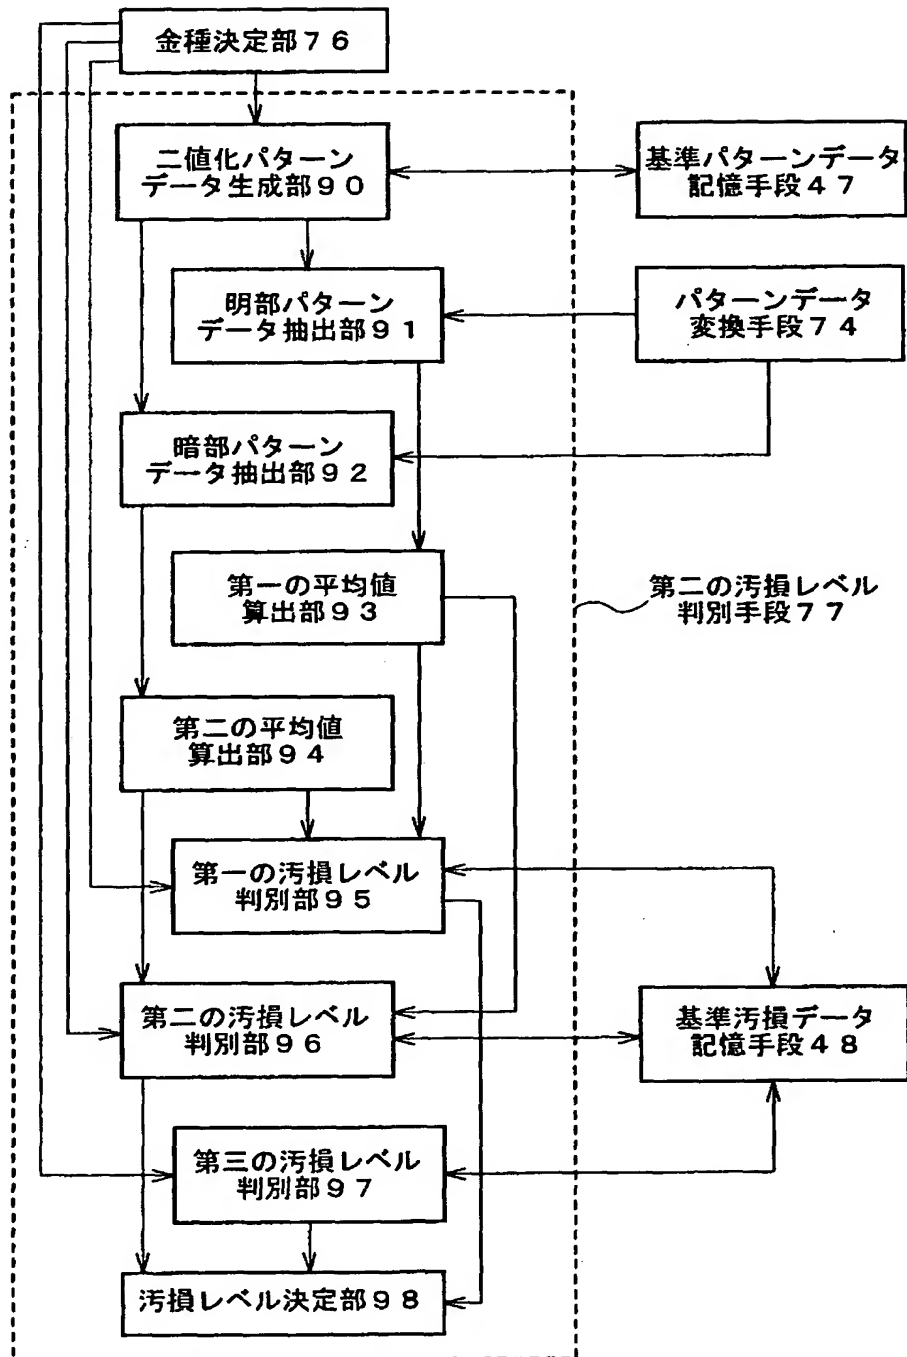 金種決定部７６
二値化パターン
データ生成部９０
基準パターンデータ
記憶手段４７
明部パターン
データ抽出部９１
パターンデータ
変換手段７４
暗部パターン
データ抽出部９２
第一の平均値
算出部９３
第二の汚損レベル
判別手段７７
第二の平均値
算出部９４
第一の汚損レベル
判別部９５
第二の汚損レベル
判別部９６
基準汚損データ
記憶手段４８
第三の汚損レベル
判別部９７
汚損レベル決定部９８